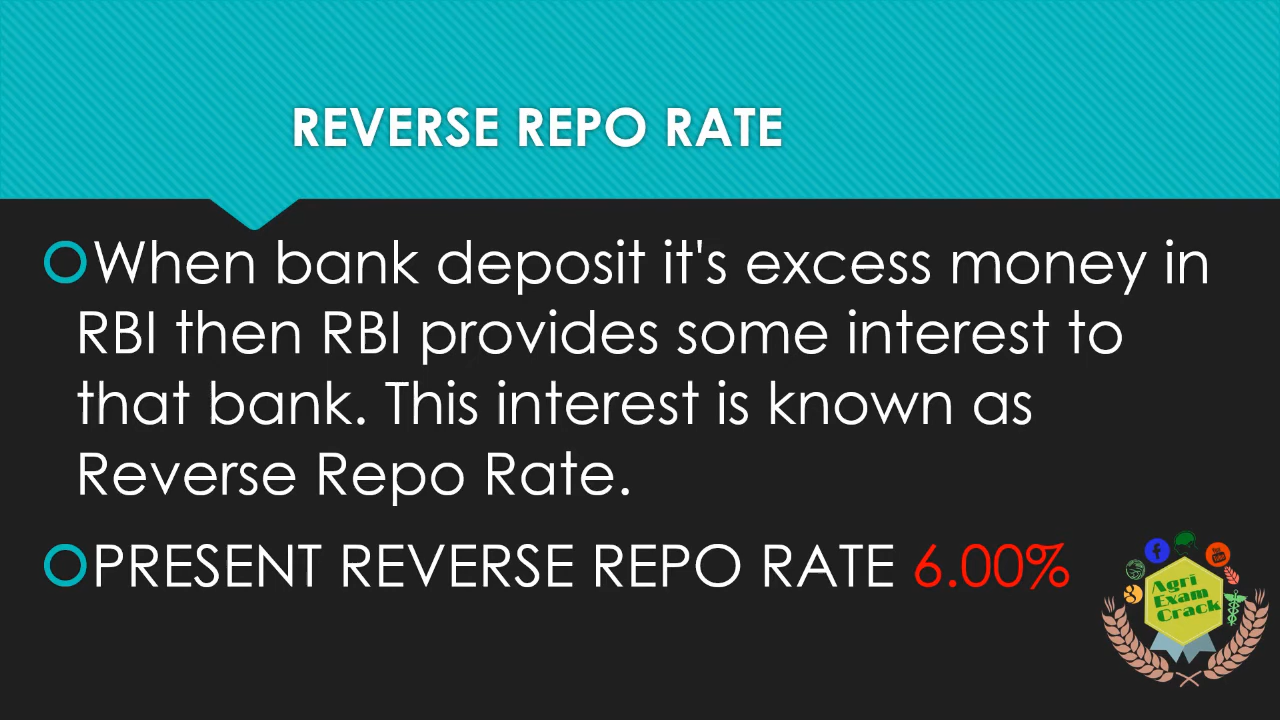 REVERSE REPO RATE
When bank deposit it's excess money in
RBI then RBI provides some interest to
that bank. This interest is known as
Reverse Repo Rate.
PRESENT REVERSE REPO RATE 6.00%
Agri
Exam
Crack